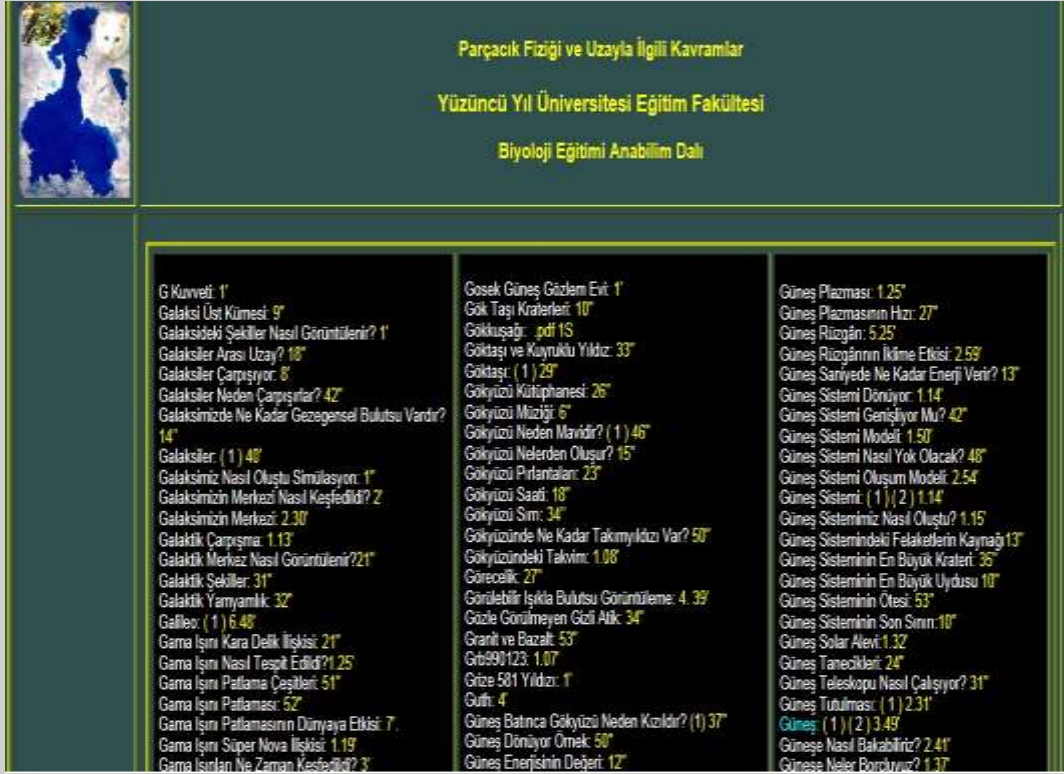 Parçacık Fiziği ve Uzayla İlgili Kavramlar
Yüzüncü Yıl Üniversitesi Eğitim Fakültesi
Biyoloji Eğitimi Anabilim Dalı
G Kuvveti: 1'
Galaksi Üst Kümesi: 9"
Galaksideki Şekiller Nasıl Görüntülenir? 1'
Galaksiler Arası Uzay? 18"
Galaksiler Çarpışıyor: 8'
Galaksiler Neden Çarpışırlar? 42"
Galaksimizde Ne Kadar Gezegensel Bulutsu Vardır?
14"
Galaksiler: ( 1 ) 40'
Galaksimiz Nasıl Oluştu Simülasyon: 1"
Galaksimizin Merkezi Nasıl Keşfedildi? 2'
Galaksimizin Merkezi: 2.30'
Galaktik Çarpışma: 1.13'
Galaktik Merkez Nasıl Görüntülenir?21"
Galaktik Şekiller: 31"
Galaktik Yamyamlık: 32"
Galileo: ( 1 ) 6.48'
Gama Işını Kara Delik İlişkisi: 21"
Gama Işını Nasıl Tespit Edildi?1.25'
Gama Işını Patlama Çeşitleri: 51"
Gama Işını Patlaması: 52"
Gama Işını Patlamasının Dünyaya Etkisi: 7'.
Gama Işını Süper Nova İlişkisi: 1.19'
Gama Işınları Ne Zaman Keşfedildi? 3'
Gosek Güneş Gözlem Evi: 1'
Gök Taşı Kraterleri: 10"
Gökkuşağı: .pdf 1S
Göktaşı ve Kuyruklu Yıldız: 33"
Göktaşı: ( 1 ) 29"
Gökyüzü Kütüphanesi: 26"
Gökyüzü Müziği: 6"
Gökyüzü Neden Mavidir? ( 1 ) 46"
Gökyüzü Nelerden Oluşur? 15"
Gökyüzü Pırlantaları: 23"
Gökyüzü Saati: 18"
Gökyüzü Sırrı: 34"
Gökyüzünde Ne Kadar Takımyıldızı Var? 50"
Gökyüzündeki Takvim: 1.08'
Görecelik: 27"
Görülebilir Işıkla Bulutsu Görüntüleme: 4. 39'
Gözle Görülmeyen Gizli Atik: 34"
Granit ve Bazalt: 53"
Grb990123: 1.07'
Grize 581 Yıldızı: 1'
Guth: 4'
Güneş Batınca Gökyüzü Neden Kızıldır? (1) 37"
Güneş Dönüyor Örnek: 50"
Güneş Enerjisinin Değeri: 12"
Güneş Plazması: 1.25"
Güneş Plazmasının Hızı: 27"
Güneş Rüzgârı: 5.25'
Güneş Rüzgârının İklime Etkisi: 2.59'
Güneş Saniyede Ne Kadar Enerji Verir? 13"
Güneş Sistemi Dönüyor: 1.14'
Güneş Sistemi Genişliyor Mu? 42"
Güneş Sistemi Modeli: 1.50'
Güneş Sistemi Nasıl Yok Olacak? 48"
Güneş Sistemi Oluşum Modeli: 2.54'
Güneş Sistemi: ( 1 ) ( 2 ) 1.14'
Güneş Sistemimiz Nasıl Oluştu? 1.15'
Güneş Sistemindeki Felaketlerin Kaynağı13"
Güneş Sisteminin En Büyük Krateri: 35"
Güneş Sisteminin En Büyük Uydusu 10"
Güneş Sisteminin Ötesi: 53"
Güneş Sisteminin Son Sınırı:10"
Güneş Solar Alevi:1.32'
Güneş Tanecikleri: 24"
Güneş Teleskopu Nasıl Çalışıyor? 31"
Güneş Tutulması: ( 1 ) 2.31'
Güneş: ( 1 ) ( 2 ) 3.49'
Güneşe Nasıl Bakabiliriz? 2.41'
Güneşe Neler Borçluyuz? 1.37'